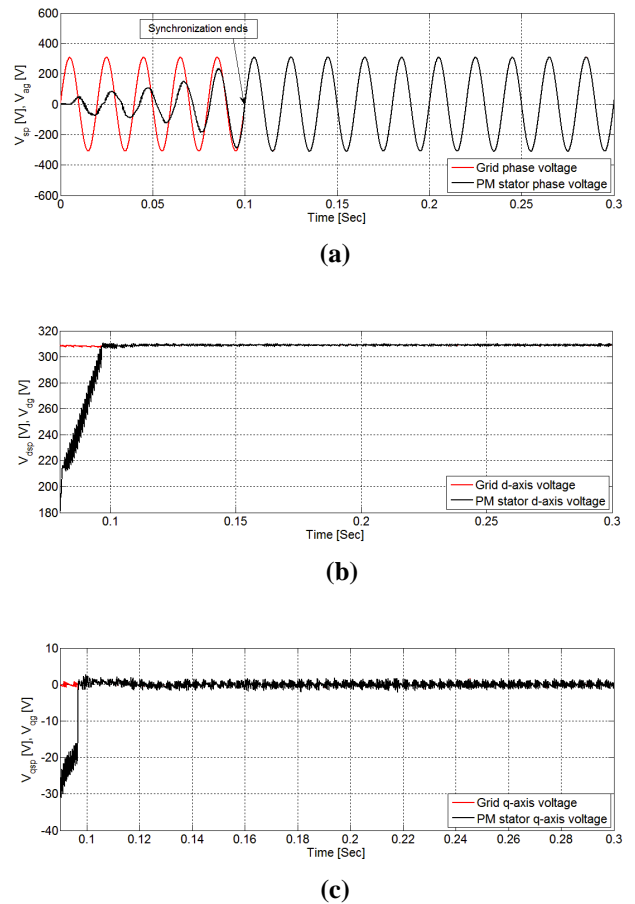 600
400
200
0
-200
-400
-600
V_sp [V], V_ag [V]
Synchronization ends
Grid phase voltage
PM stator phase voltage
0 0.05 0.1 0.15 0.2 0.25 0.3
Time [Sec]
(a)
320
300
280
260
240
220
200
180
V_dsp [V], V_dg [V]
Grid d-axis voltage
PM stator d-axis voltage
0.1 0.15 0.2 0.25 0.3
Time [Sec]
(b)
10
0
-10
-20
-30
-40
V_qsp [V], V_qg [V]
Grid q-axis voltage
PM stator q-axis voltage
0.1 0.12 0.14 0.16 0.18 0.2 0.22 0.24 0.26 0.28 0.3
Time [Sec]
(c)